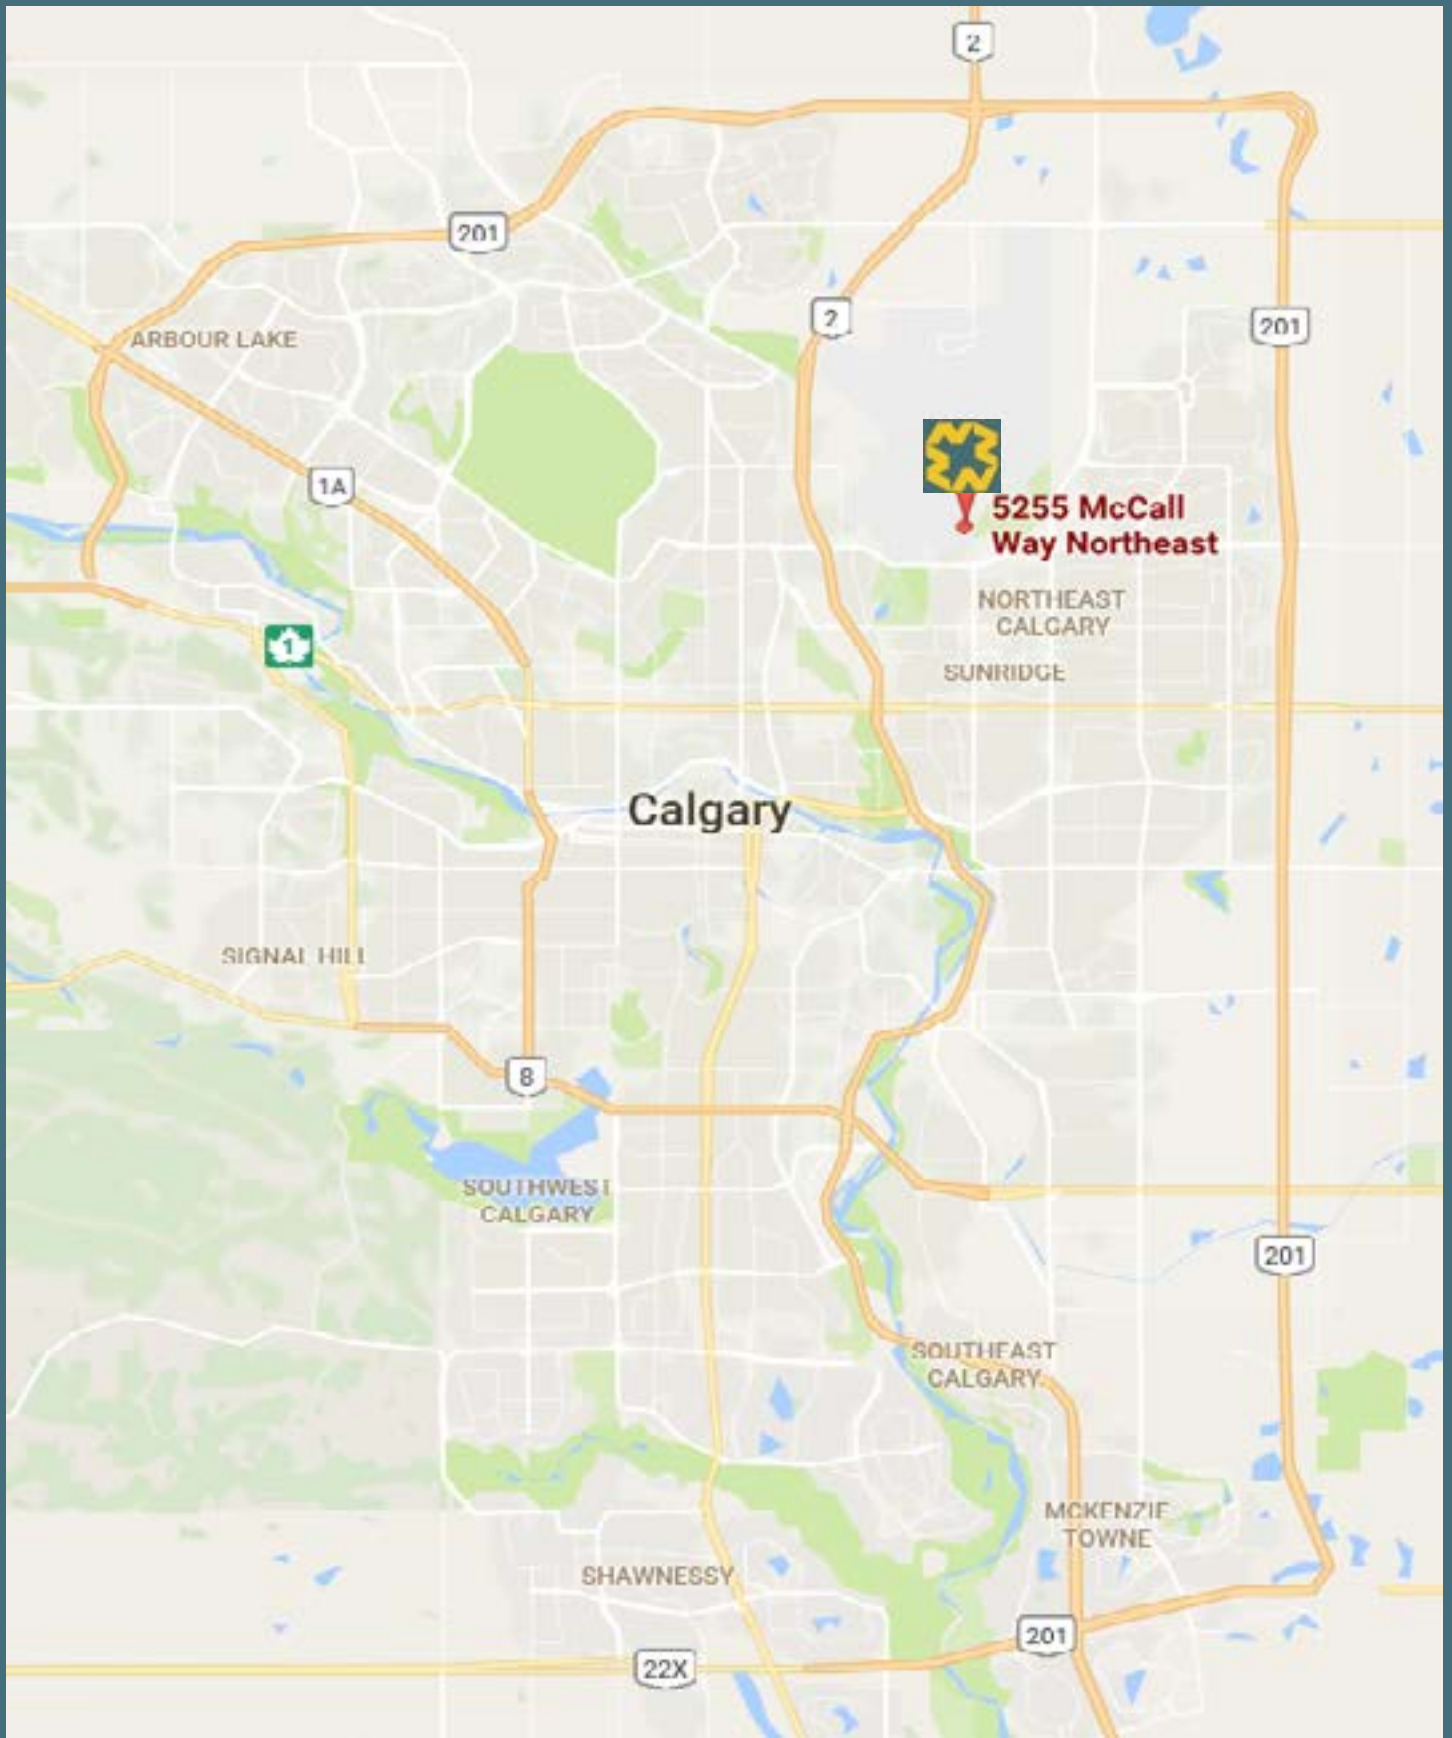 2
201
2
201
ARBOUR LAKE
1A
5255 McCall
Way Northeast
NORTHEAST
CALGARY
1
SUNRIDGE
Calgary
SIGNAL HILL
8
SOUTHWEST
CALGARY
201
SOUTHEAST
CALGARY
MCKENZIE
TOWNE
SHAWNESSY
201
22X